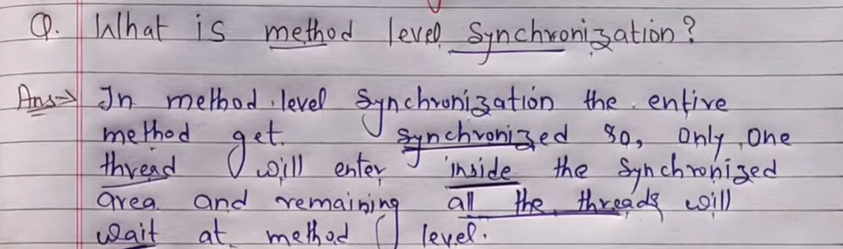 Q. What is method level Synchronization?
Ans→ In method level Synchronization the entire
method get synchronized so, only one
thread will enter inside the Synchronized
area and remaining all the threads will
wait at method level.